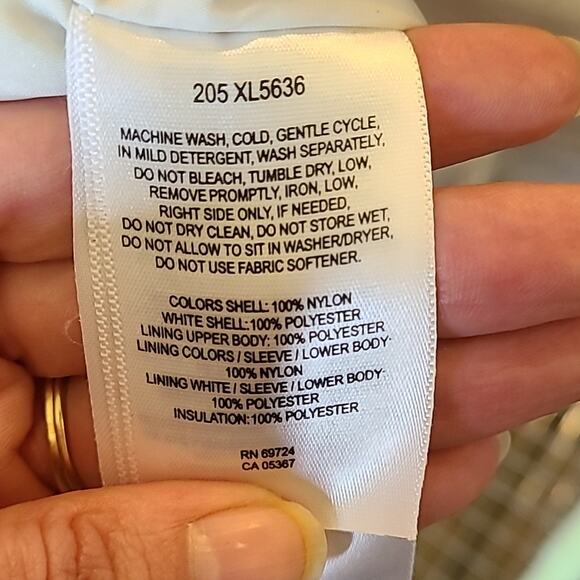 205 XL5636
MACHINE WASH, COLD, GENTLE CYCLE,
IN MILD DETERGENT, WASH SEPARATELY,
DO NOT BLEACH, TUMBLE DRY, LOW,
REMOVE PROMPTLY, IRON, LOW,
RIGHT SIDE ONLY, IF NEEDED,
DO NOT DRY CLEAN, DO NOT STORE WET,
DO NOT ALLOW TO SIT IN WASHER/DRYER,
DO NOT USE FABRIC SOFTENER.
COLORS SHELL: 100% NYLON
WHITE SHELL: 100% POLYESTER
LINING UPPER BODY: 100% POLYESTER
LINING COLORS / SLEEVE / LOWER BODY:
100% NYLON
LINING WHITE / SLEEVE / LOWER BODY:
100% POLYESTER
INSULATION: 100% POLYESTER
RN 69724
CA 05367